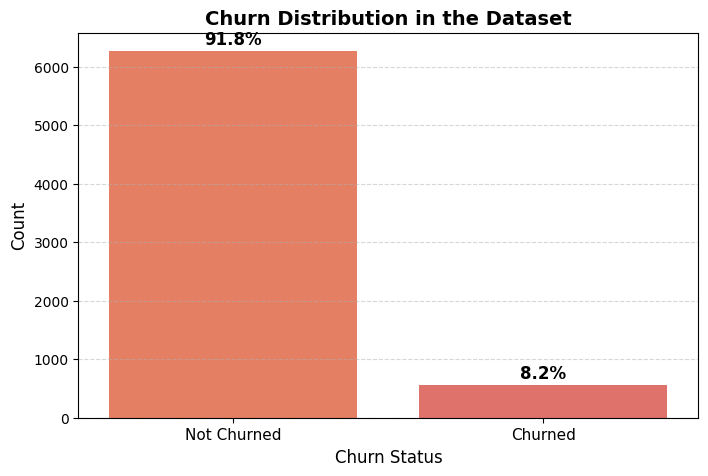 Churn Distribution in the Dataset
91.8%
6000
5000
4000
3000
2000
1000
0
Count
8.2%
Not Churned
Churned
Churn Status